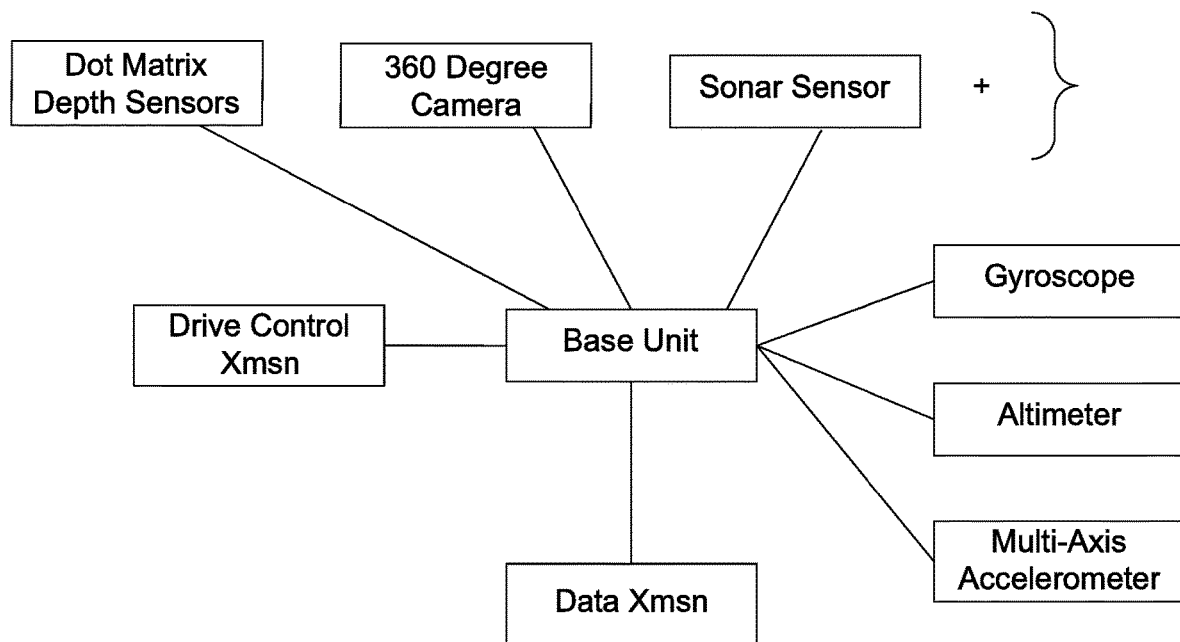 Dot Matrix
Depth Sensors
360 Degree
Camera
Sonar Sensor
+
Gyroscope
Drive Control
Xmsn
Base Unit
Altimeter
Multi-Axis
Accelerometer
Data Xmsn